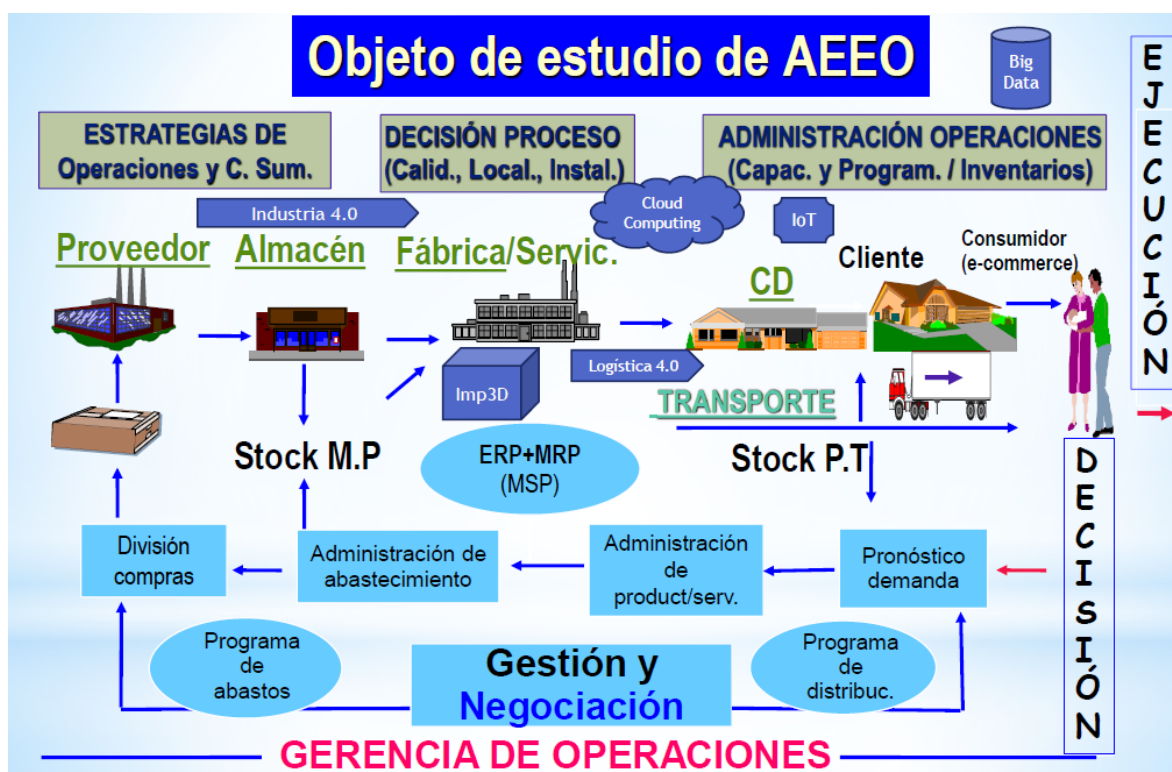 Objeto de estudio de AEEO
Big
Data
EJECUCIÓN
ESTRATEGIAS DE
Operaciones y C. Sum.
DECISIÓN PROCESO
(Calid., Local., Instal.)
ADMINISTRACIÓN OPERACIONES
(Capac. y Program. / Inventarios)
Industria 4.0
Cloud
Computing
IoT
Proveedor
Almacén
Fábrica/Servic.
CD
Cliente
Consumidor
(e-commerce)
Imp3D
Logística 4.0
TRANSPORTE
Stock M.P
ERP+MRP
(MSP)
Stock P.T
DECISIÓN
División
compras
Administración de
abastecimiento
Administración
de
product/serv.
Pronóstico
demanda
Programa
de
abastos
Gestión y
Negociación
Programa
de
distribuc.
GERENCIA DE OPERACIONES